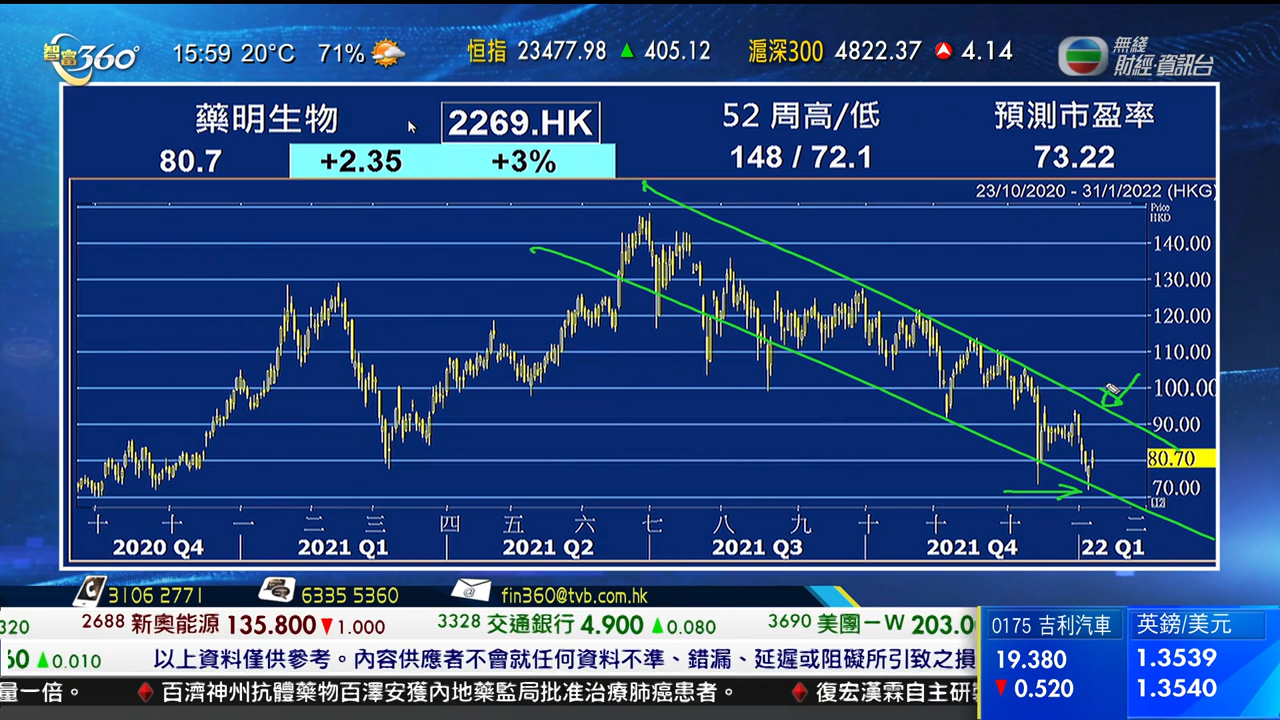 智富360°
15:59 20°C 71%
恒指 23477.98 ▲ 405.12
滬深300 4822.37 ▲ 4.14
無綫
財經·資訊台
藥明生物 2269.HK 52 周高/低 預測市盈率
80.7 +2.35 +3% 148 / 72.1 73.22
23/10/2020 - 31/1/2022 (HKG)
Price
HKD
140.00
130.00
120.00
110.00
100.00
90.00
80.70
70.00
十 十 一 二 三 四 五 六 七 八 九 十 十 十 一 二
2020 Q4 2021 Q1 2021 Q2 2021 Q3 2021 Q4 22 Q1
3106 2771 6335 5360 fin360@tvb.com.hk
320 2688 新奧能源 135.800 ▼ 1.000 3328 交通銀行 4.900 ▲ 0.080 3690 美團－W 203.0
60 ▲ 0.010 以上資料僅供參考。內容供應者不會就任何資料不準、錯漏、延遲或阻礙所引致之損
量一倍。 百濟神州抗體藥物百澤安獲內地藥監局批准治療肺癌患者。 復宏漢霖自主研
0175 吉利汽車
19.380
▼ 0.520
英鎊/美元
1.3539
1.3540